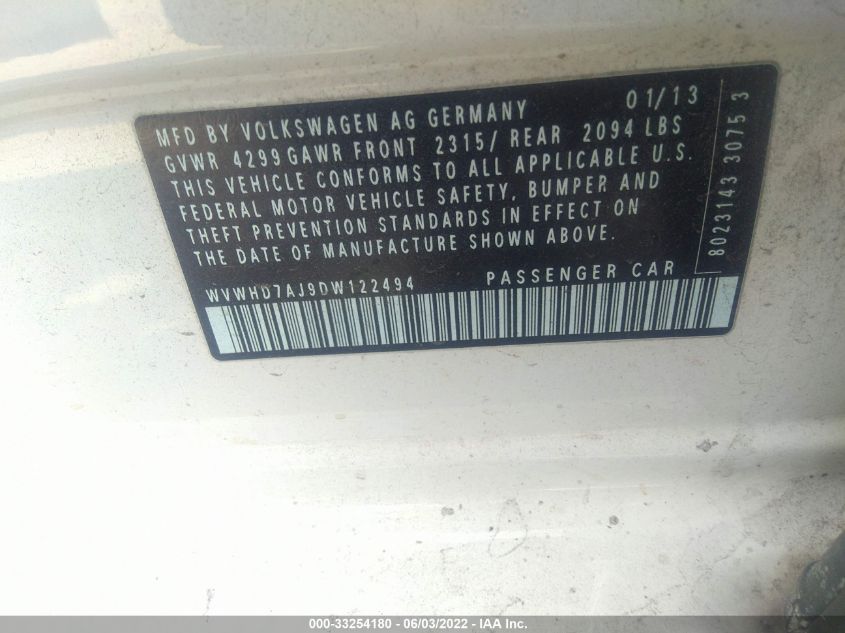 MFD BY VOLKSWAGEN AG GERMANY 01/13
GVWR 4299 GAWR FRONT 2315/ REAR 2094 LBS
THIS VEHICLE CONFORMS TO ALL APPLICABLE U.S.
FEDERAL MOTOR VEHICLE SAFETY, BUMPER AND
THEFT PREVENTION STANDARDS IN EFFECT ON
THE DATE OF MANUFACTURE SHOWN ABOVE.
WVWHD7AJ9DW122494 PASSENGER CAR
8023143 3075 3
000-33254180 - 06/03/2022 - IAA Inc.